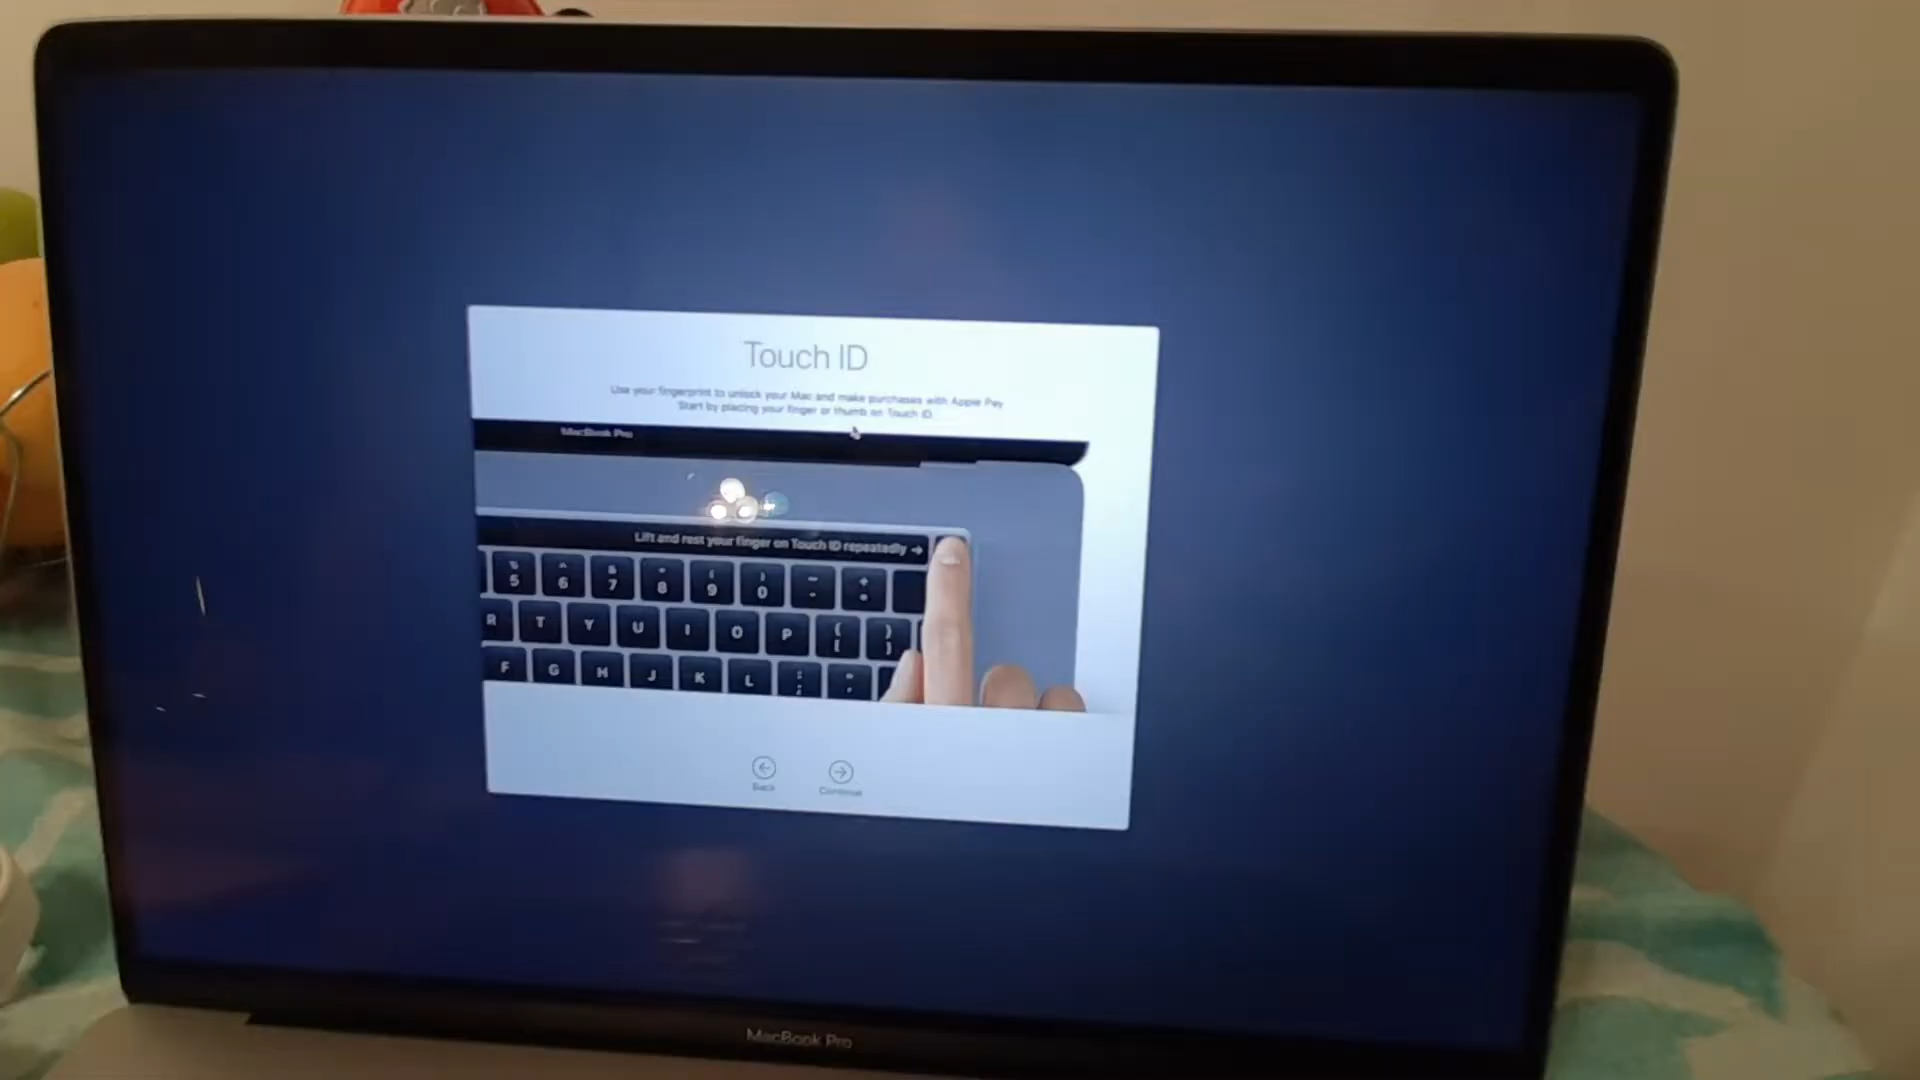 Touch ID
Use your fingerprint to unlock your Mac and make purchases with Apple Pay
Start by placing your finger or thumb on Touch ID.
MacBook Pro
Lift and rest your finger on Touch ID repeatedly →
% ^ & * ( ) _ +
5 6 7 8 9 0 - =
R T Y U I O P { [ } ]
F G H J K L : ; " '
Back
Continue
MacBook Pro